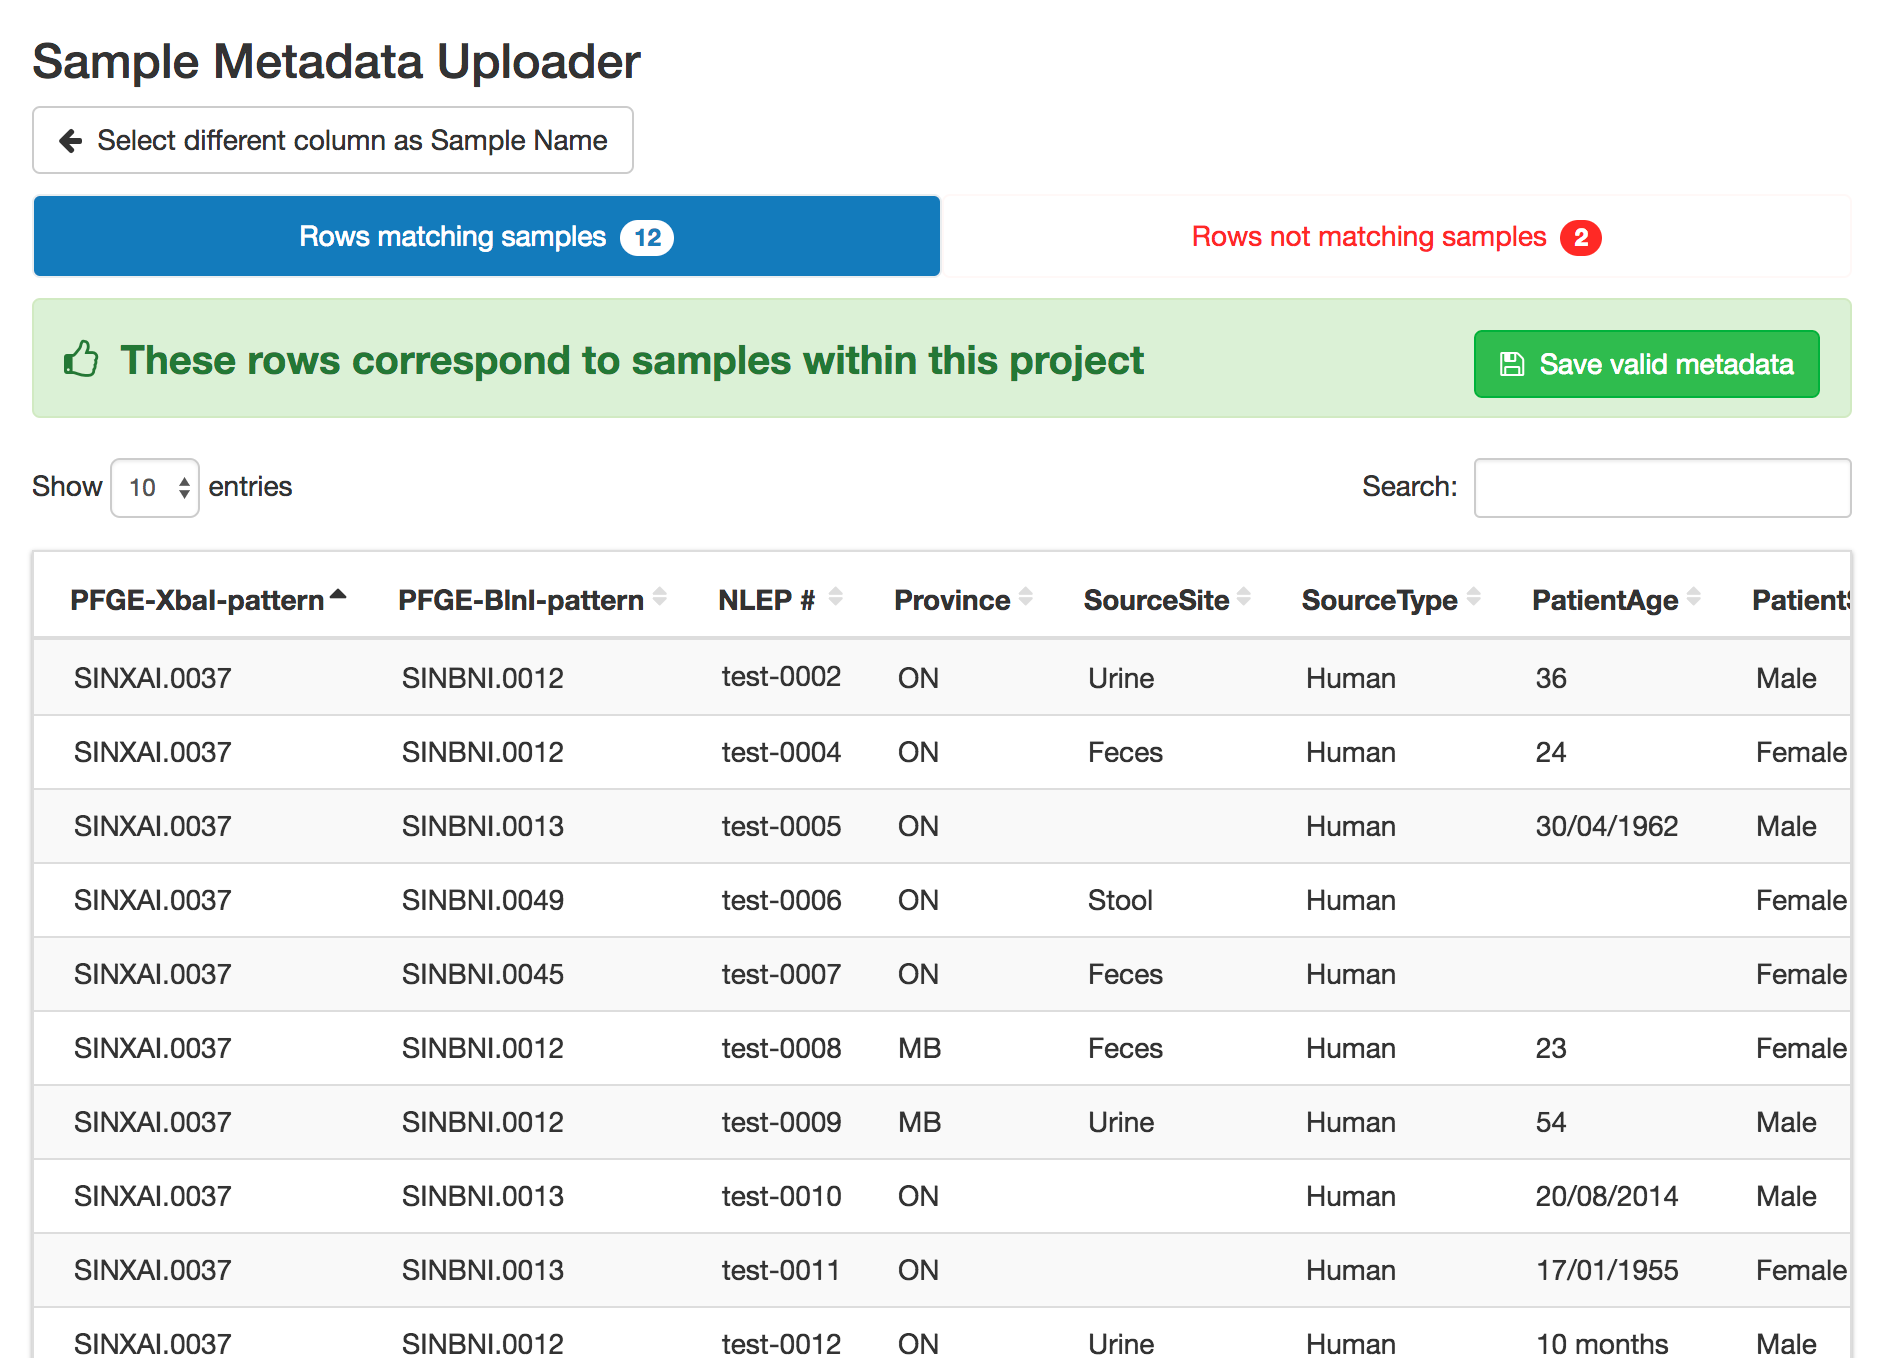 Sample Metadata Uploader
Select different column as Sample Name
Rows matching samples 12 Rows not matching samples 2
These rows correspond to samples within this project Save valid metadata
Show 10 entries Search:
PFGE-XbaI-pattern PFGE-BlnI-pattern NLEP # Province SourceSite SourceType PatientAge PatientS
SINXAI.0037 SINBNI.0012 test-0002 ON Urine Human 36 Male
SINXAI.0037 SINBNI.0012 test-0004 ON Feces Human 24 Female
SINXAI.0037 SINBNI.0013 test-0005 ON Human 30/04/1962 Male
SINXAI.0037 SINBNI.0049 test-0006 ON Stool Human Female
SINXAI.0037 SINBNI.0045 test-0007 ON Feces Human Female
SINXAI.0037 SINBNI.0012 test-0008 MB Feces Human 23 Female
SINXAI.0037 SINBNI.0012 test-0009 MB Urine Human 54 Male
SINXAI.0037 SINBNI.0013 test-0010 ON Human 20/08/2014 Male
SINXAI.0037 SINBNI.0013 test-0011 ON Human 17/01/1955 Female
SINXAI.0037 SINBNI.0012 test-0012 ON Urine Human 10 months Male